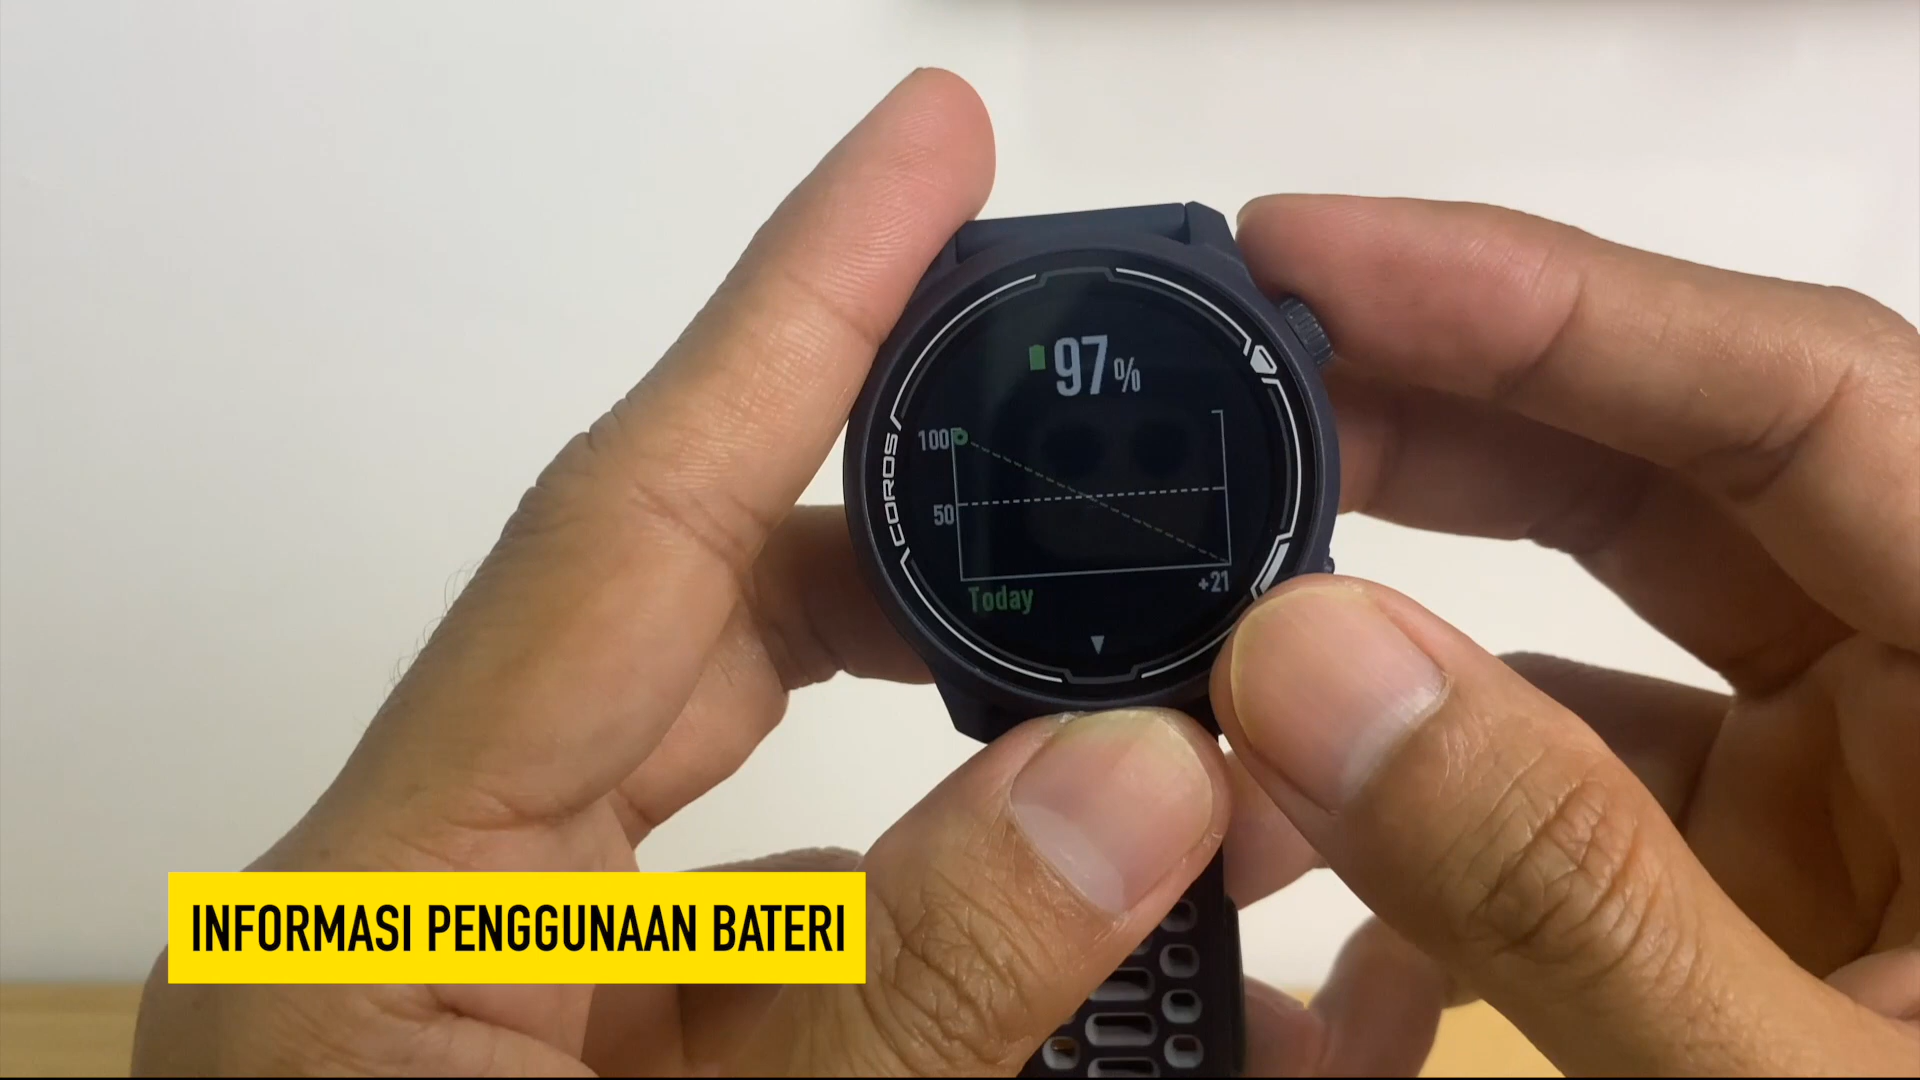 97%
100
COROS
50
+21
Today
INFORMASI PENGGUNAAN BATERI